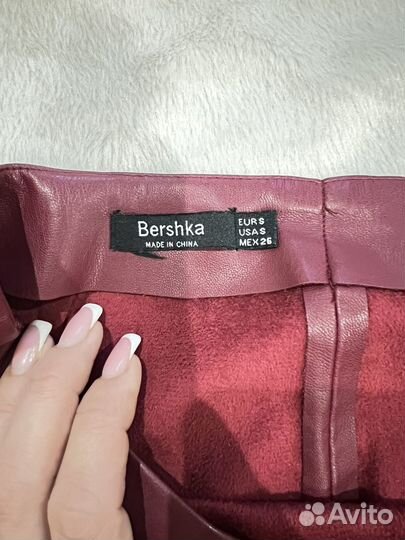 Bershka
MADE IN CHINA
EUR S
USA S
MEX 26
Avito